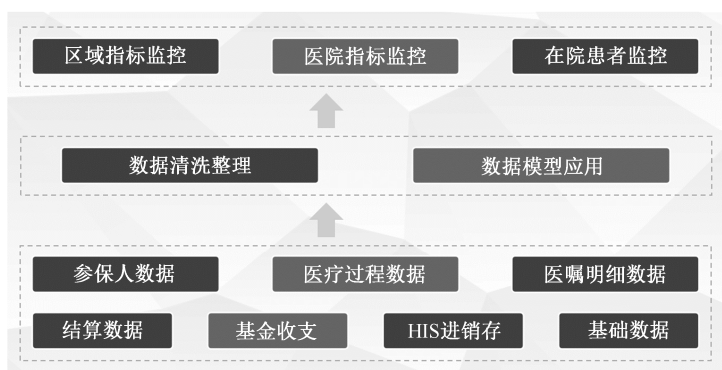 区域指标监控 医院指标监控 在院患者监控
数据清洗整理 数据模型应用
参保人数据 医疗过程数据 医嘱明细数据
结算数据 基金收支 HIS进销存 基础数据